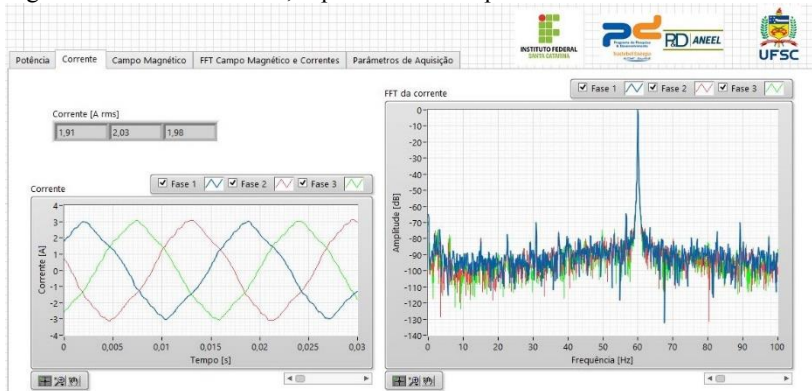 INSTITUTO FEDERAL
SANTA CATARINA
P&D ANEEL
UFSC
Potência Corrente Campo Magnético FFT Campo Magnético e Correntes Parâmetros de Aquisição
Corrente [A rms]
1,91 2,03 1,98
Corrente
Fase 1 Fase 2 Fase 3
Corrente [A]
4
3
2
1
0
-1
-2
-3
-4
0 0,005 0,01 0,015 0,02 0,025 0,03
Tempo [s]
FFT da corrente
Fase 1 Fase 2 Fase 3
Amplitude [dB]
0
-10
-20
-30
-40
-50
-60
-70
-80
-90
-100
-110
-120
-130
-140
0 10 20 30 40 50 60 70 80 90 100
Frequência [Hz]